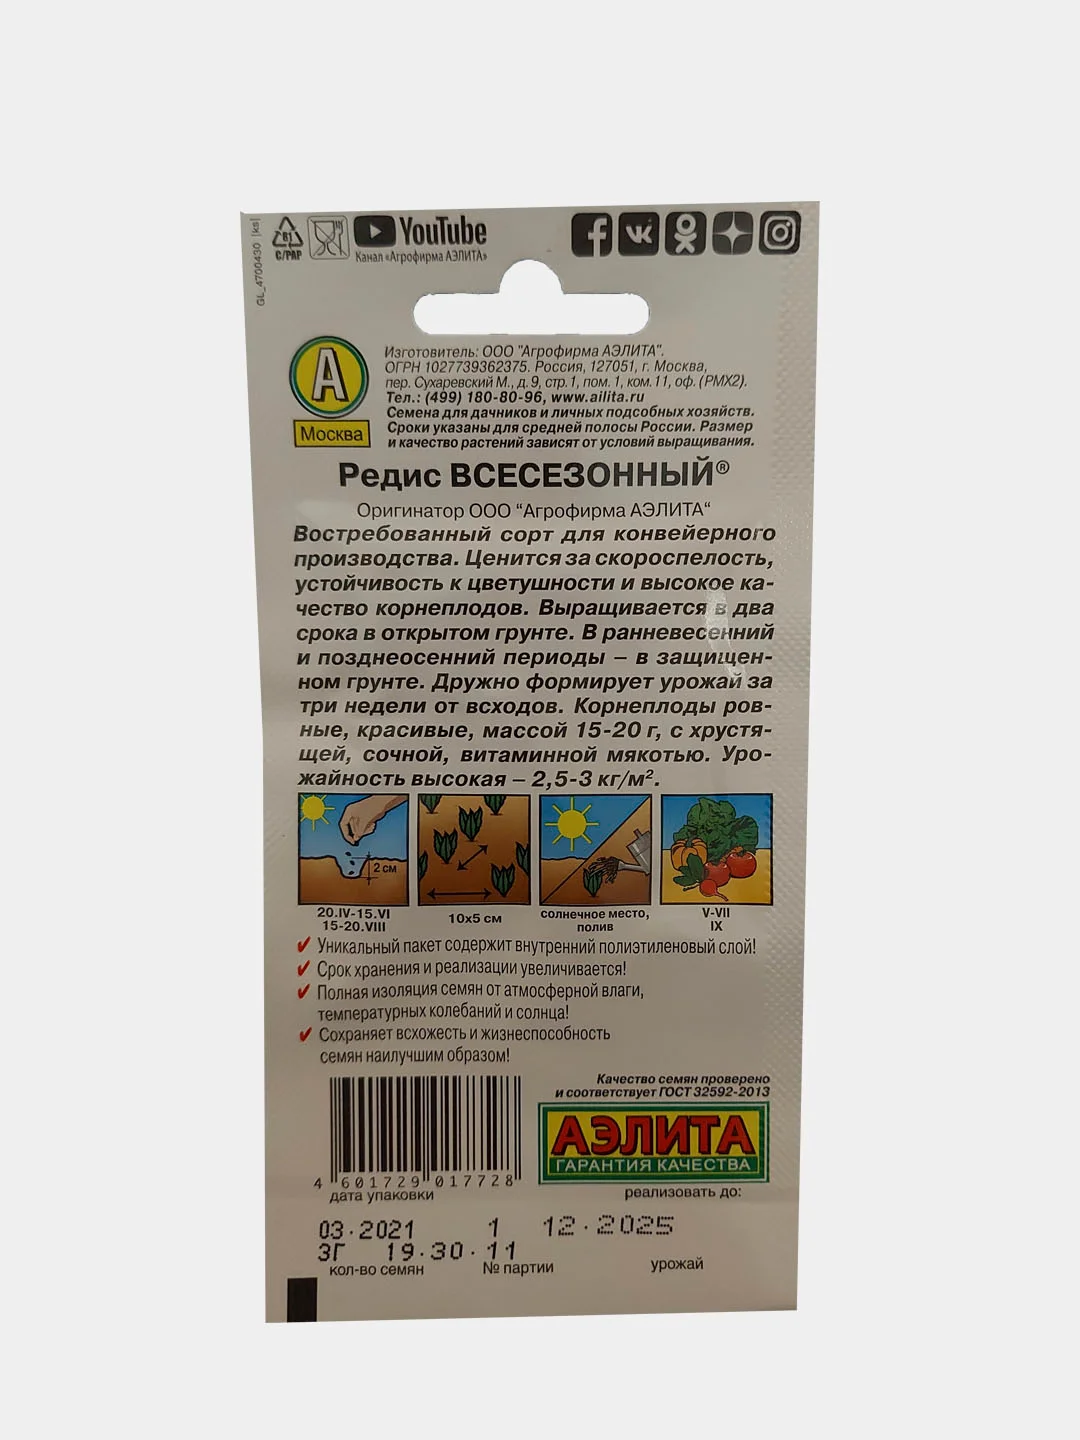 YouTube
Канал «Агрофирма АЭЛИТА»
81
C/PAP
GL_4700430 [ks]
А
Москва
Изготовитель: ООО "Агрофирма АЭЛИТА".
ОГРН 1027739362375. Россия, 127051, г. Москва,
пер. Сухаревский М., д. 9, стр. 1, пом. 1, ком. 11, оф. (РМХ2).
Тел.: (499) 180-80-96, www.ailita.ru
Семена для дачников и личных подсобных хозяйств.
Сроки указаны для средней полосы России. Размер
и качество растений зависят от условий выращивания.
Редис ВСЕСЕЗОННЫЙ®
Оригинатор ООО "Агрофирма АЭЛИТА"
Востребованный сорт для конвейерного
производства. Ценится за скороспелость,
устойчивость к цветушности и высокое ка-
чество корнеплодов. Выращивается в два
срока в открытом грунте. В ранневесенний
и позднеосенний периоды – в защищен-
ном грунте. Дружно формирует урожай за
три недели от всходов. Корнеплоды ров-
ные, красивые, массой 15-20 г, с хрустя-
щей, сочной, витаминной мякотью. Уро-
жайность высокая – 2,5-3 кг/м².
2 см
20.IV-15.VI
15-20.VIII
10х5 см
солнечное место,
полив
V-VII
IX
✓ Уникальный пакет содержит внутренний полиэтиленовый слой!
✓ Срок хранения и реализации увеличивается!
✓ Полная изоляция семян от атмосферной влаги,
температурных колебаний и солнца!
✓ Сохраняет всхожесть и жизнеспособность
семян наилучшим образом!
Качество семян проверено
и соответствует ГОСТ 32592-2013
АЭЛИТА
ГАРАНТИЯ КАЧЕСТВА
4 601729 017728
дата упаковки
реализовать до:
03.2021 1 12.2025
3Г 19.30.11
кол-во семян
№ партии
урожай